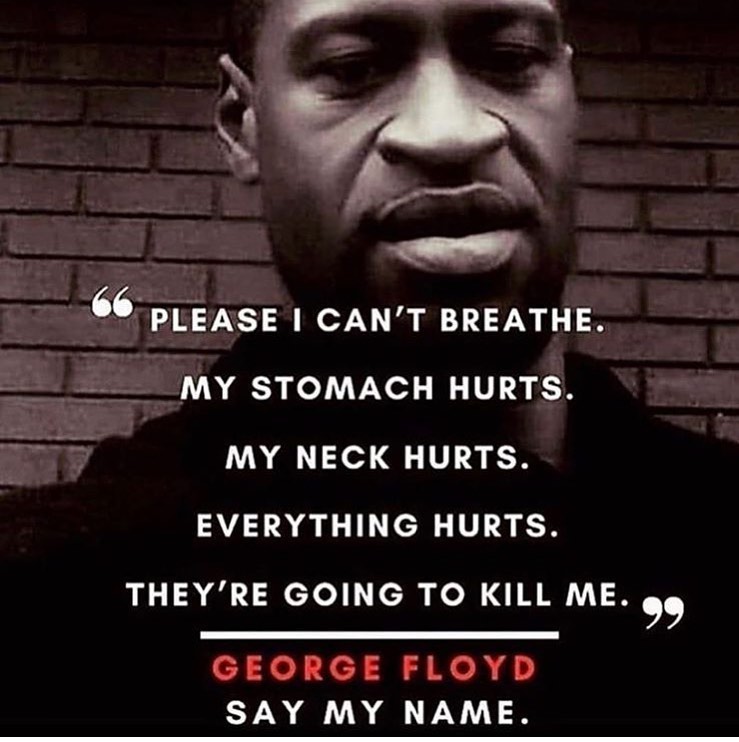 “ PLEASE I CAN’T BREATHE.
MY STOMACH HURTS.
MY NECK HURTS.
EVERYTHING HURTS.
THEY’RE GOING TO KILL ME. ”
GEORGE FLOYD
SAY MY NAME.